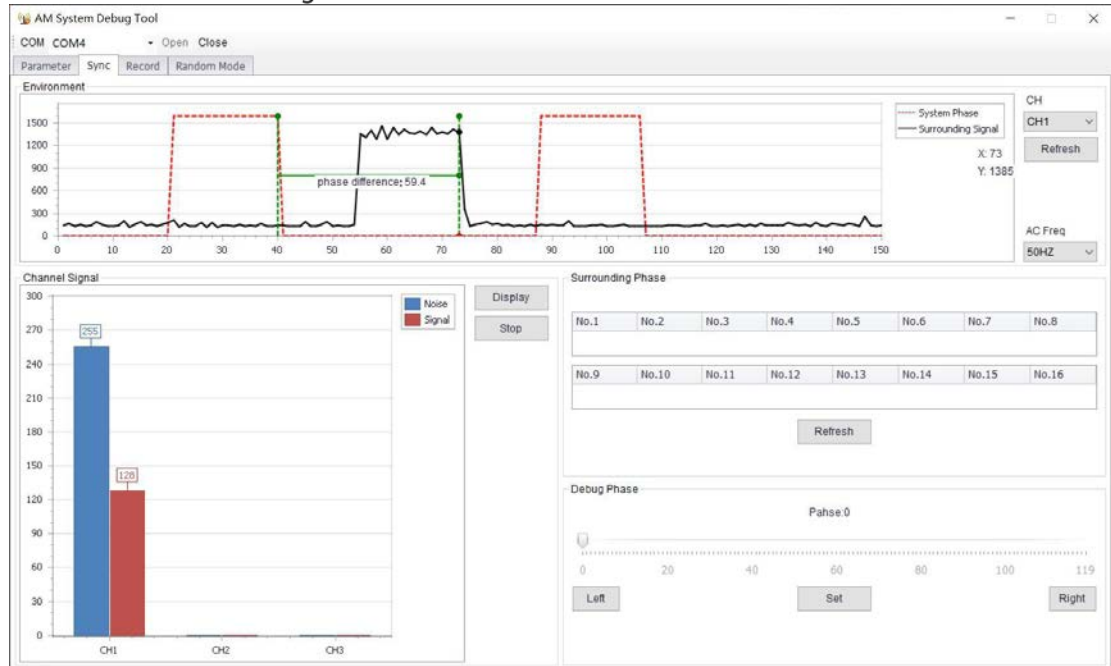 AM System Debug Tool
COM COM4 Open Close
Parameter Sync Record Random Mode
Environment
1500
1200
900
600
300
0
0 10 20 30 40 50 60 70 80 90 100 110 120 130 140 150
phase difference: 59.4
System Phase
Surrounding Signal
X: 73
Y: 1385
CH
CH1
Refresh
AC Freq
50HZ
Channel Signal
300
270
240
210
180
150
120
90
60
30
0
255
128
CH1 CH2 CH3
Noise
Signal
Display
Stop
Surrounding Phase
No.1 No.2 No.3 No.4 No.5 No.6 No.7 No.8
No.9 No.10 No.11 No.12 No.13 No.14 No.15 No.16
Refresh
Debug Phase
Pahse:0
0 20 40 60 80 100 119
Left Set Right